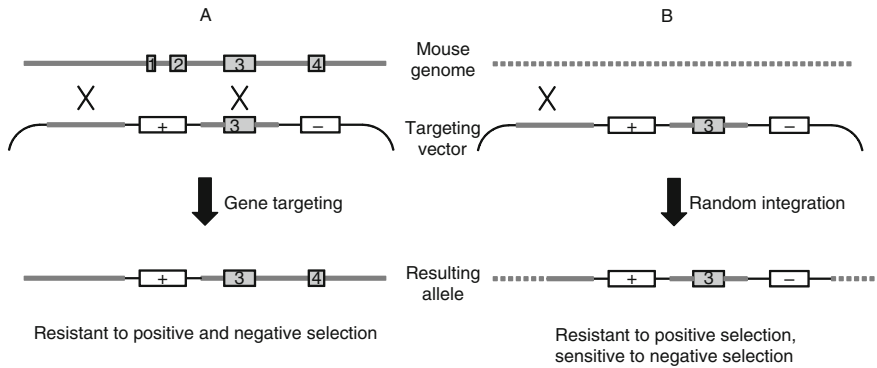 A
B
1 2 3 4
Mouse
genome
+ 3 –
Targeting
vector
+ 3 –
Gene targeting
Random integration
+ 3 4
Resulting
allele
+ 3 –
Resistant to positive and negative selection
Resistant to positive selection,
sensitive to negative selection